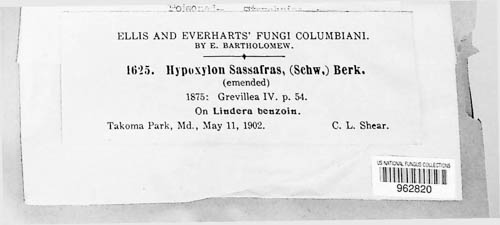 ELLIS AND EVERHARTS' FUNGI COLUMBIANI.
BY E. BARTHOLOMEW.
1625. Hypoxylon Sassafras, (Schw.) Berk.
(emended)
1875: Grevillea IV. p. 54.
On Lindera benzoin.
Takoma Park, Md., May 11, 1902. C. L. Shear.
US NATIONAL FUNGUS COLLECTIONS
962820